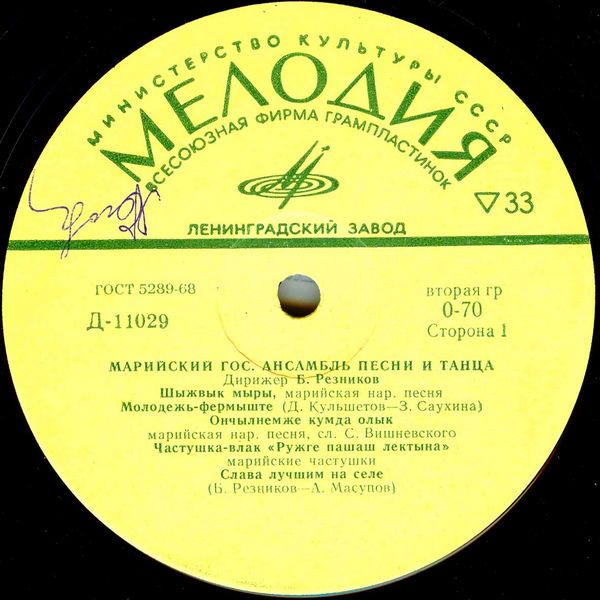 МИНИСТЕРСТВО КУЛЬТУРЫ СССР
МЕЛОДИЯ
ВСЕСОЮЗНАЯ ФИРМА ГРАМПЛАСТИНОК
33
ЛЕНИНГРАДСКИЙ ЗАВОД
ГОСТ 5289-68
вторая гр
Д-11029
0-70
Сторона 1
МАРИЙСКИЙ ГОС. АНСАМБЛЬ ПЕСНИ И ТАНЦА
Дирижер Б. Резников
Шыжвык мыры, марийская нар. песня
Молодежь-фермыште (Д. Кульшетов—З. Саухина)
Ончылнемже кумда олык
марийская нар. песня, сл. С. Вишневского
Частушка-влак «Ружге пашаш лектына»
марийские частушки
Слава лучшим на селе
(Б. Резников—А. Масупов)